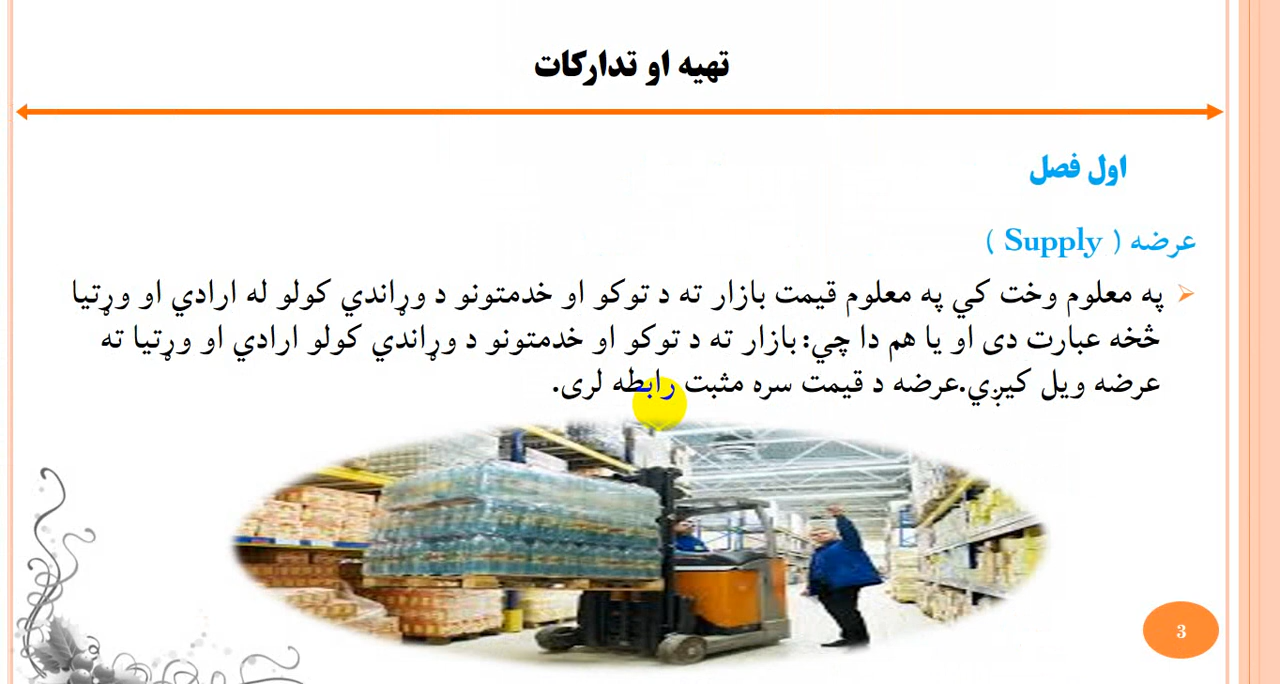 تهیه او تدارکات
اول فصل
عرضه ( Supply )
په معلوم وخت کي په معلوم قیمت بازار ته د توکو او خدمتونو د وړاندي کولو له ارادې او وړتیا
څخه عبارت دی او یا هم دا چي: بازار ته د توکو او خدمتونو د وړاندي کولو ارادي او وړتیا ته
عرضه ویل کیږي.عرضه د قیمت سره مثبت رابطه لری.
3